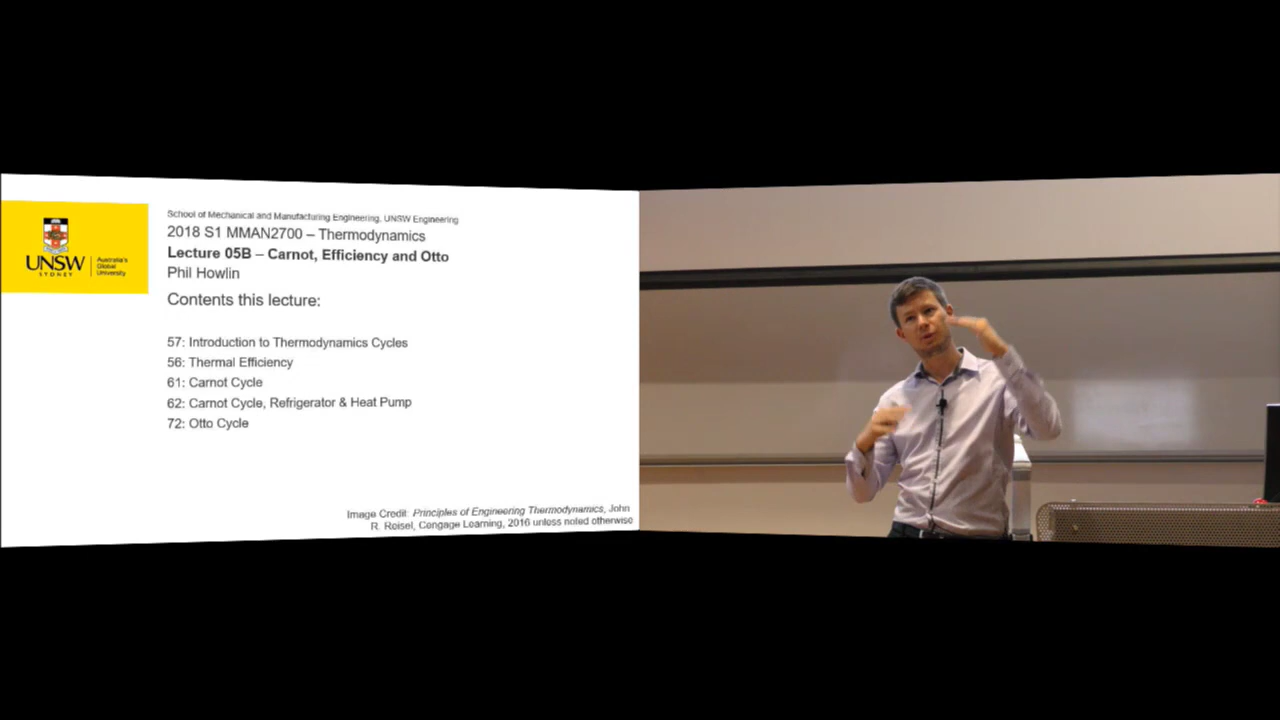 UNSW
SYDNEY
Australia's
Global
University
School of Mechanical and Manufacturing Engineering, UNSW Engineering
2018 S1 MMAN2700 – Thermodynamics
Lecture 05B – Carnot, Efficiency and Otto
Phil Howlin
Contents this lecture:
57: Introduction to Thermodynamics Cycles
56: Thermal Efficiency
61: Carnot Cycle
62: Carnot Cycle, Refrigerator & Heat Pump
72: Otto Cycle
Image Credit: Principles of Engineering Thermodynamics, John
R. Reisel, Cengage Learning, 2016 unless noted otherwise